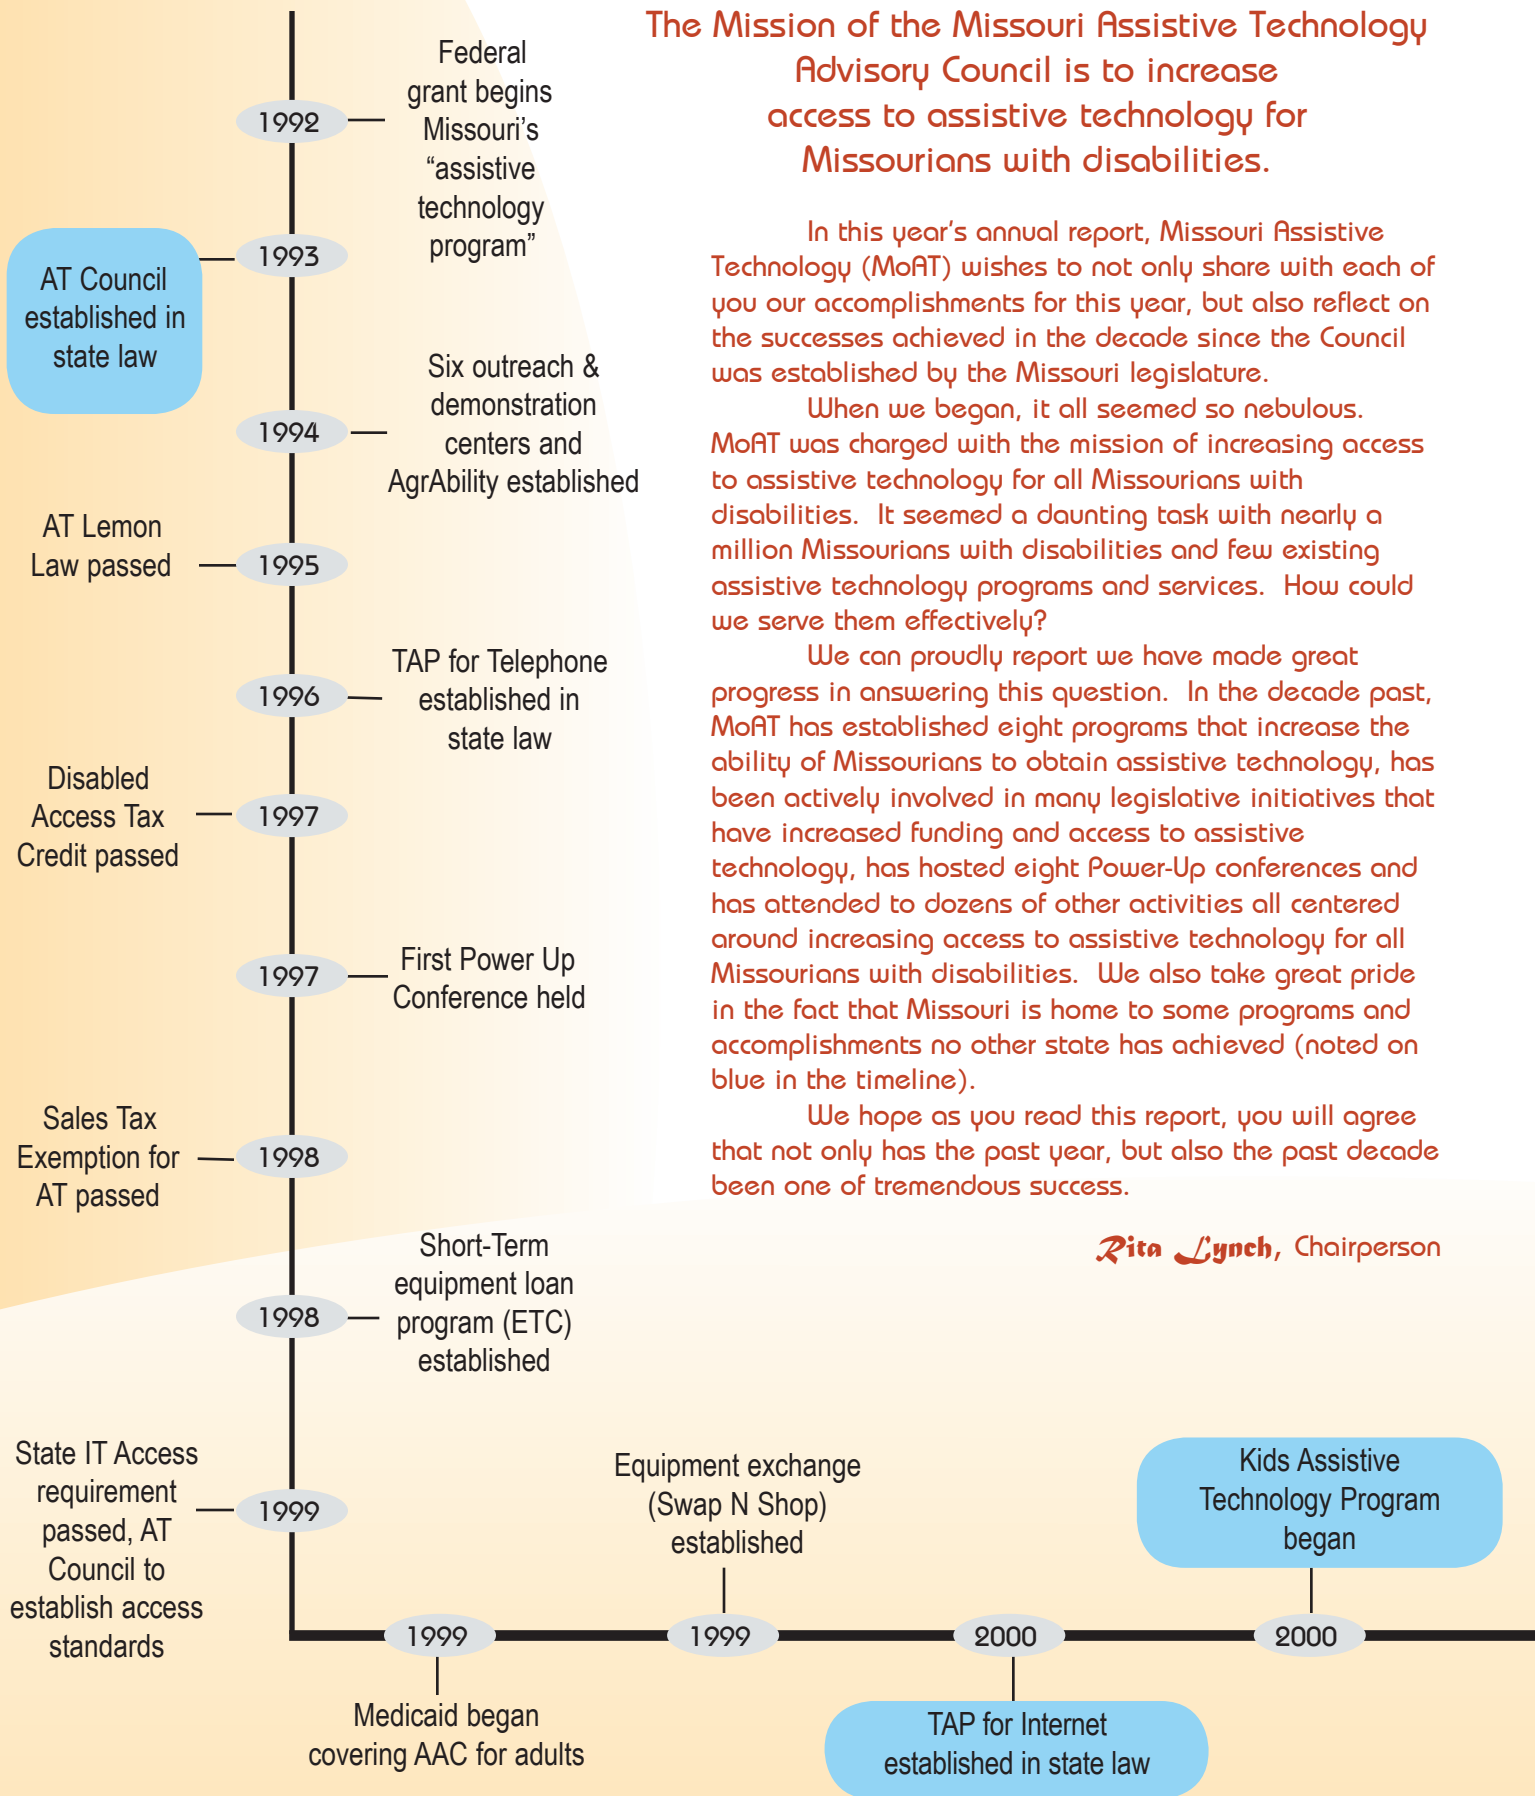 The Mission of the Missouri Assistive Technology
Advisory Council is to increase
access to assistive technology for
Missourians with disabilities.
In this year's annual report, Missouri Assistive
Technology (MoAT) wishes to not only share with each of
you our accomplishments for this year, but also reflect on
the successes achieved in the decade since the Council
was established by the Missouri legislature.
When we began, it all seemed so nebulous.
MoAT was charged with the mission of increasing access
to assistive technology for all Missourians with
disabilities.  It seemed a daunting task with nearly a
million Missourians with disabilities and few existing
assistive technology programs and services.  How could
we serve them effectively?
We can proudly report we have made great
progress in answering this question.  In the decade past,
MoAT has established eight programs that increase the
ability of Missourians to obtain assistive technology, has
been actively involved in many legislative initiatives that
have increased funding and access to assistive
technology, has hosted eight Power-Up conferences and
has attended to dozens of other activities all centered
around increasing access to assistive technology for all
Missourians with disabilities.  We also take great pride
in the fact that Missouri is home to some programs and
accomplishments no other state has achieved (noted on
blue in the timeline).
We hope as you read this report, you will agree
that not only has the past year, but also the past decade
been one of tremendous success.
Rita Lynch, Chairperson
1992
Federal
grant begins
Missouri's
“assistive
technology
program”
1993
AT Council
established in
state law
1994
Six outreach &
demonstration
centers and
AgrAbility established
1995
AT Lemon
Law passed
1996
TAP for Telephone
established in
state law
1997
Disabled
Access Tax
Credit passed
1997
First Power Up
Conference held
1998
Sales Tax
Exemption for
AT passed
1998
Short-Term
equipment loan
program (ETC)
established
1999
State IT Access
requirement
passed, AT
Council to
establish access
standards
1999
Medicaid began
covering AAC for adults
1999
Equipment exchange
(Swap N Shop)
established
2000
TAP for Internet
established in state law
2000
Kids Assistive
Technology Program
began